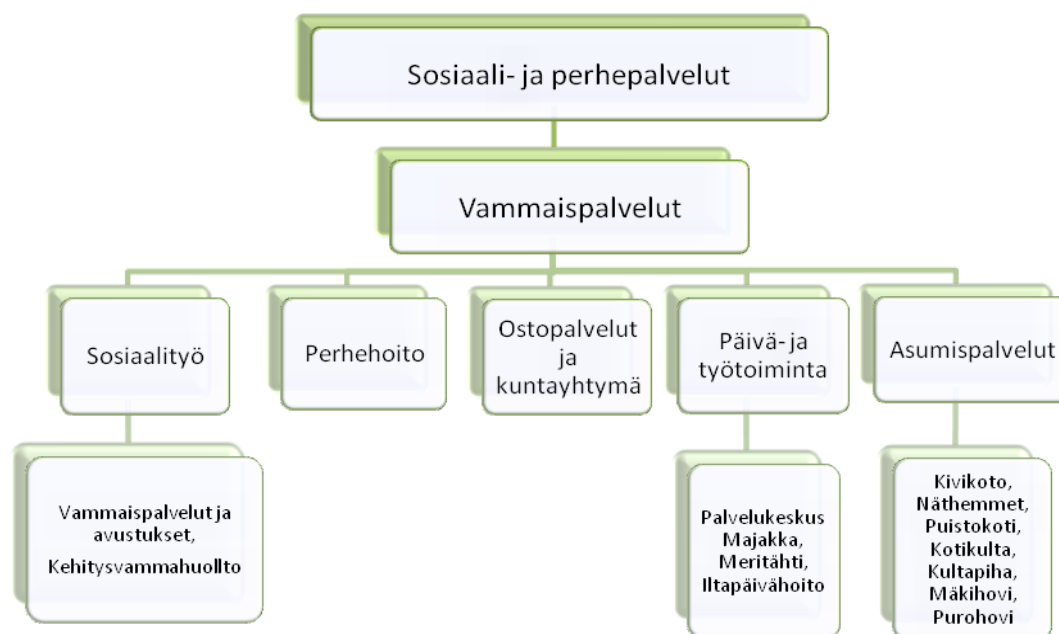 Sosiaali- ja perhepalvelut
Vammaispalvelut
Sosiaalityö
Perhehoito
Ostopalvelut
ja
kuntayhtymä
Päivä- ja
työtoiminta
Asumispalvelut
Vammaispalvelut ja
avustukset,
Kehitysvammahuollto
Palvelukeskus
Majakka,
Meritähti,
Iltapäivähoito
Kivikoto,
Näthemmet,
Puistokoti,
Kotikulta,
Kultapiha,
Mäkihovi,
Purohovi